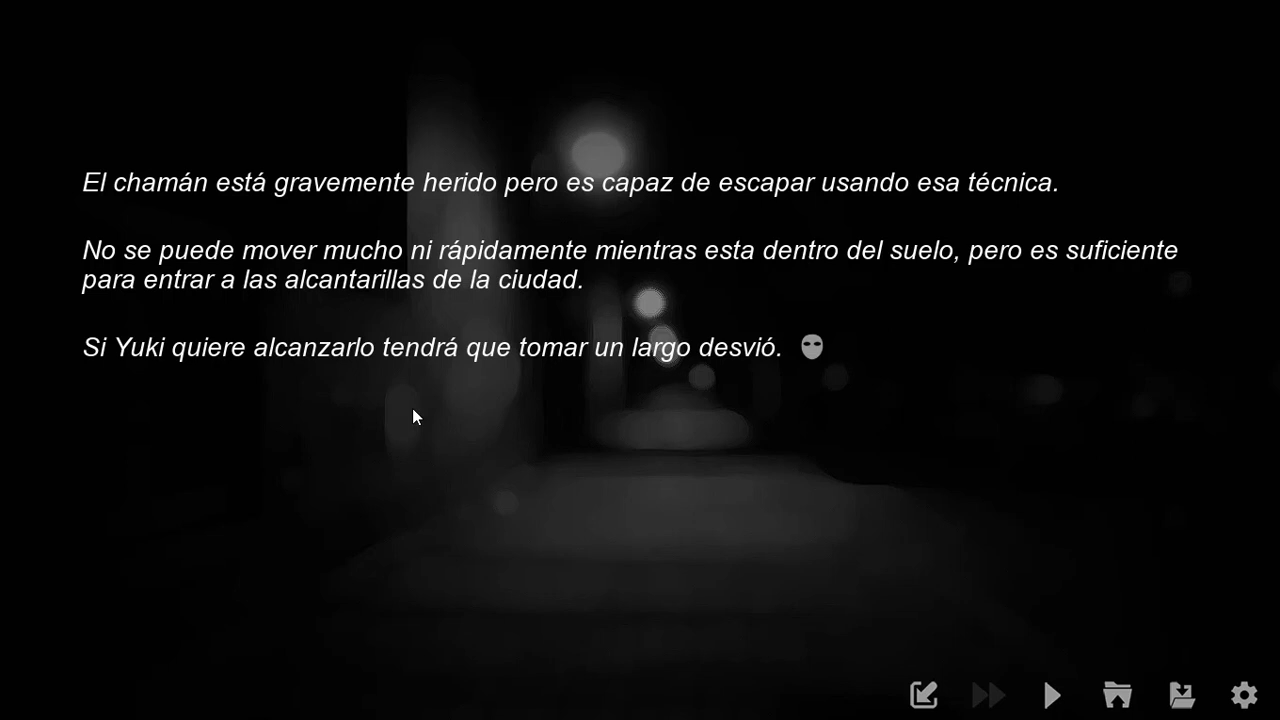 El chamán está gravemente herido pero es capaz de escapar usando esa técnica.
No se puede mover mucho ni rápidamente mientras esta dentro del suelo, pero es suficiente
para entrar a las alcantarillas de la ciudad.
Si Yuki quiere alcanzarlo tendrá que tomar un largo desvió.